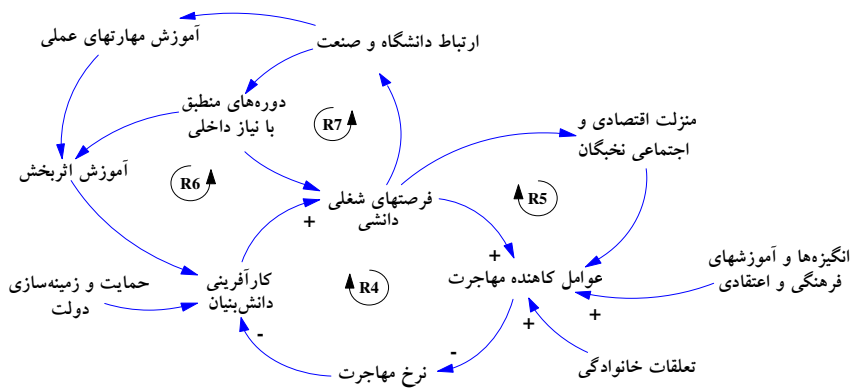 آموزش مهارتهای عملی
ارتباط دانشگاه و صنعت
دوره‌های منطبق
با نیاز داخلی
R7
منزلت اقتصادی و
اجتماعی نخبگان
آموزش اثربخش
R6
فرصتهای شغلی
دانشی
+
R5
+
عوامل کاهنده مهاجرت
انگیزه‌ها و آموزشهای
فرهنگی و اعتقادی
حمایت و زمینه‌سازی
دولت
کارآفرینی
دانش‌بنیان
R4
+
+
-
-
نرخ مهاجرت
تعلقات خانوادگی